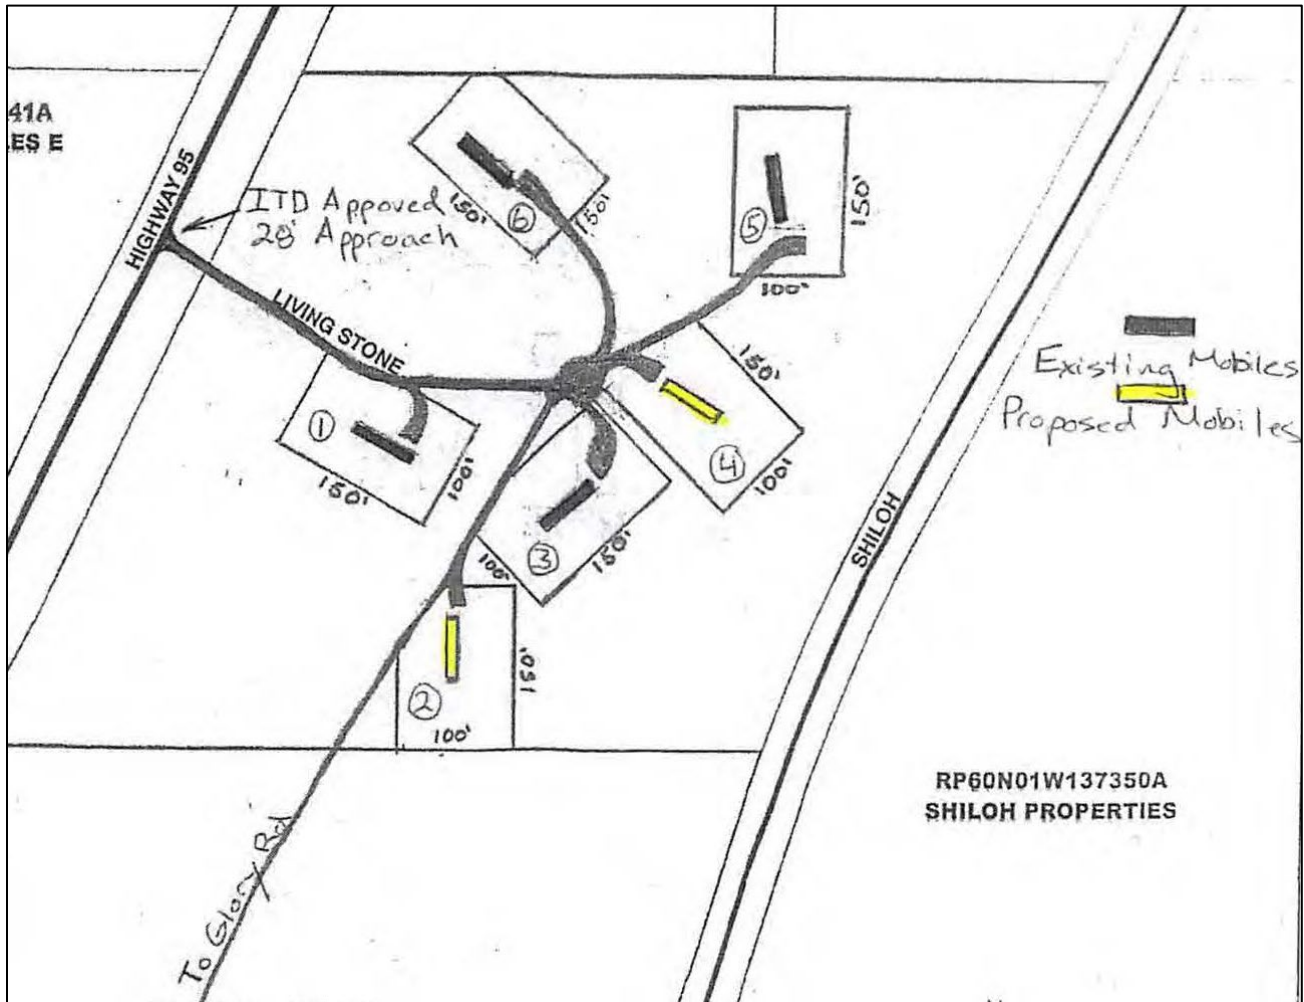 41A
LES E
HIGHWAY 95
ITD Appoved
28' Approach
LIVING STONE
150'
6
150'
5
150'
100'
Existing Mobiles
Proposed Mobiles
1
150'
100'
150'
4
100'
3
100'
150'
SHILOH
2
150'
100'
To Glory Rd
RP60N01W137350A
SHILOH PROPERTIES